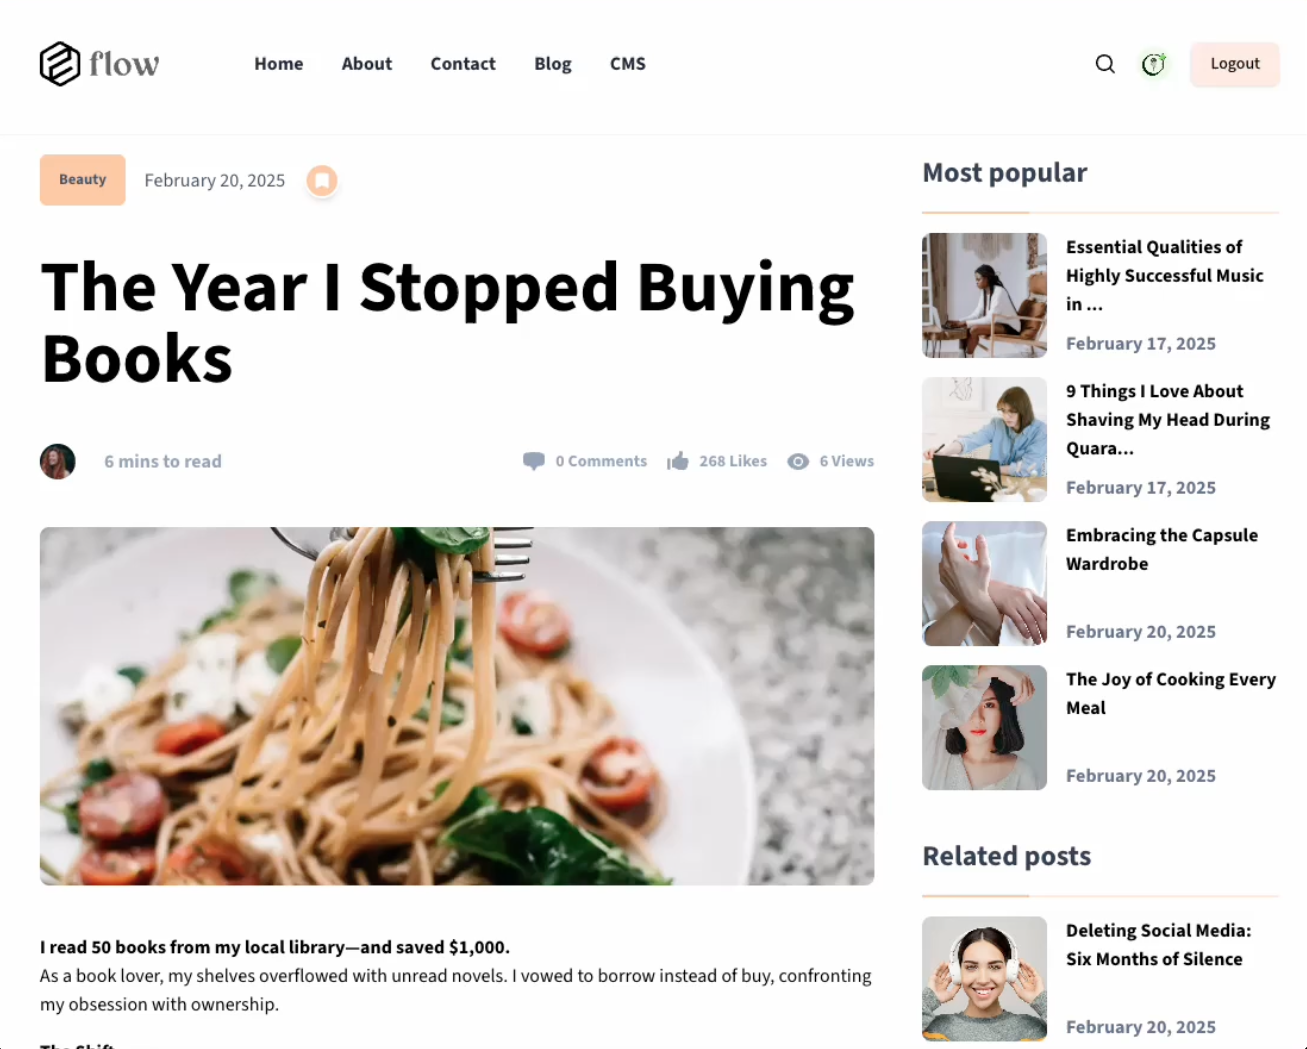 flow
Home
About
Contact
Blog
CMS
Logout
Beauty
February 20, 2025
The Year I Stopped Buying
Books
6 mins to read
0 Comments
268 Likes
6 Views
I read 50 books from my local library—and saved $1,000.
As a book lover, my shelves overflowed with unread novels. I vowed to borrow instead of buy, confronting
my obsession with ownership.
The Shift
Most popular
Essential Qualities of
Highly Successful Music
in ...
February 17, 2025
9 Things I Love About
Shaving My Head During
Quara...
February 17, 2025
Embracing the Capsule
Wardrobe
February 20, 2025
The Joy of Cooking Every
Meal
February 20, 2025
Related posts
Deleting Social Media:
Six Months of Silence
February 20, 2025